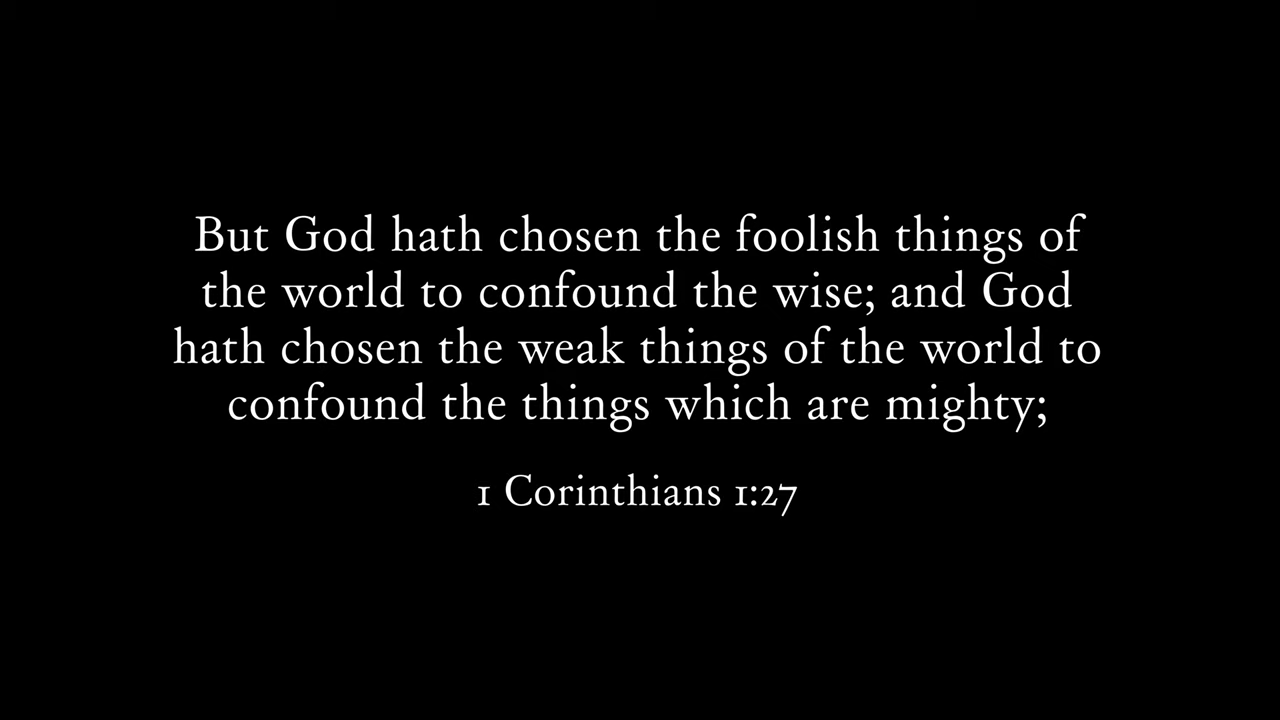 But God hath chosen the foolish things of
the world to confound the wise; and God
hath chosen the weak things of the world to
confound the things which are mighty;
1 Corinthians 1:27